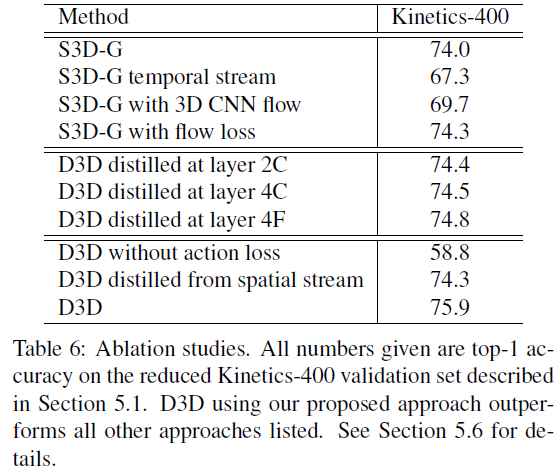 Method Kinetics-400
S3D-G 74.0
S3D-G temporal stream 67.3
S3D-G with 3D CNN flow 69.7
S3D-G with flow loss 74.3
D3D distilled at layer 2C 74.4
D3D distilled at layer 4C 74.5
D3D distilled at layer 4F 74.8
D3D without action loss 58.8
D3D distilled from spatial stream 74.3
D3D 75.9
Table 6: Ablation studies. All numbers given are top-1 ac-
curacy on the reduced Kinetics-400 validation set described
in Section 5.1. D3D using our proposed approach outper-
forms all other approaches listed. See Section 5.6 for de-
tails.